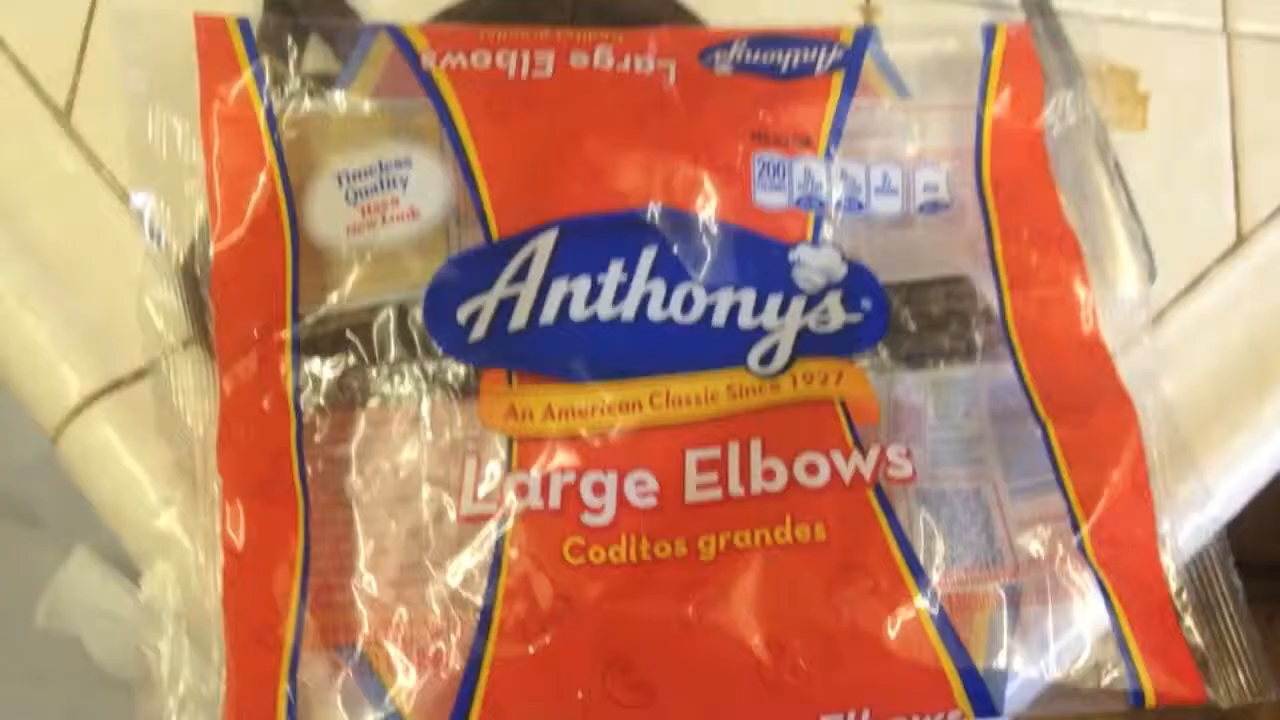 Large Elbows
Anthony's
Timeless
Quality
Has a
New Look
200
Anthony's
An American Classic Since 1927
Large Elbows
Coditos grandes
Elbows